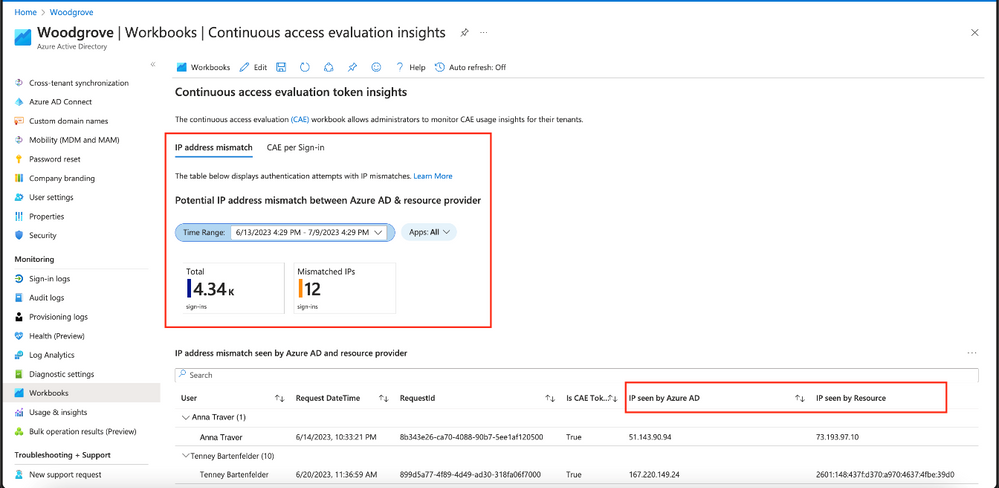 Home > Woodgrove
Woodgrove | Workbooks | Continuous access evaluation insights
Azure Active Directory
Workbooks Edit Help Auto refresh: Off
Cross-tenant synchronization
Azure AD Connect
Custom domain names
Mobility (MDM and MAM)
Password reset
Company branding
User settings
Properties
Security
Monitoring
Sign-in logs
Audit logs
Provisioning logs
Health (Preview)
Log Analytics
Diagnostic settings
Workbooks
Usage & insights
Bulk operation results (Preview)
Troubleshooting + Support
New support request
Continuous access evaluation token insights
The continuous access evaluation (CAE) workbook allows administrators to monitor CAE usage insights for their tenants.
IP address mismatch CAE per Sign-in
The table below displays authentication attempts with IP mismatches. Learn More
Potential IP address mismatch between Azure AD & resource provider
Time Range: 6/13/2023 4:29 PM - 7/9/2023 4:29 PM Apps: All
Total Mismatched IPs
4.34 K 12
sign-ins sign-ins
IP address mismatch seen by Azure AD and resource provider
Search
User Request DateTime RequestId Is CAE Tok... IP seen by Azure AD IP seen by Resource
Anna Traver (1)
Anna Traver 6/14/2023, 10:33:21 PM 8b343e26-ca70-4088-90b7-5ee1af120500 True 51.143.90.94 73.193.97.10
Tenney Bartenfelder (10)
Tenney Bartenfelder 6/20/2023, 11:36:59 AM 899d5a77-4f89-4d49-ad30-318fa06f7000 True 167.220.149.24 2601:148:437f:d370:a970:4637:4fbe:39d0